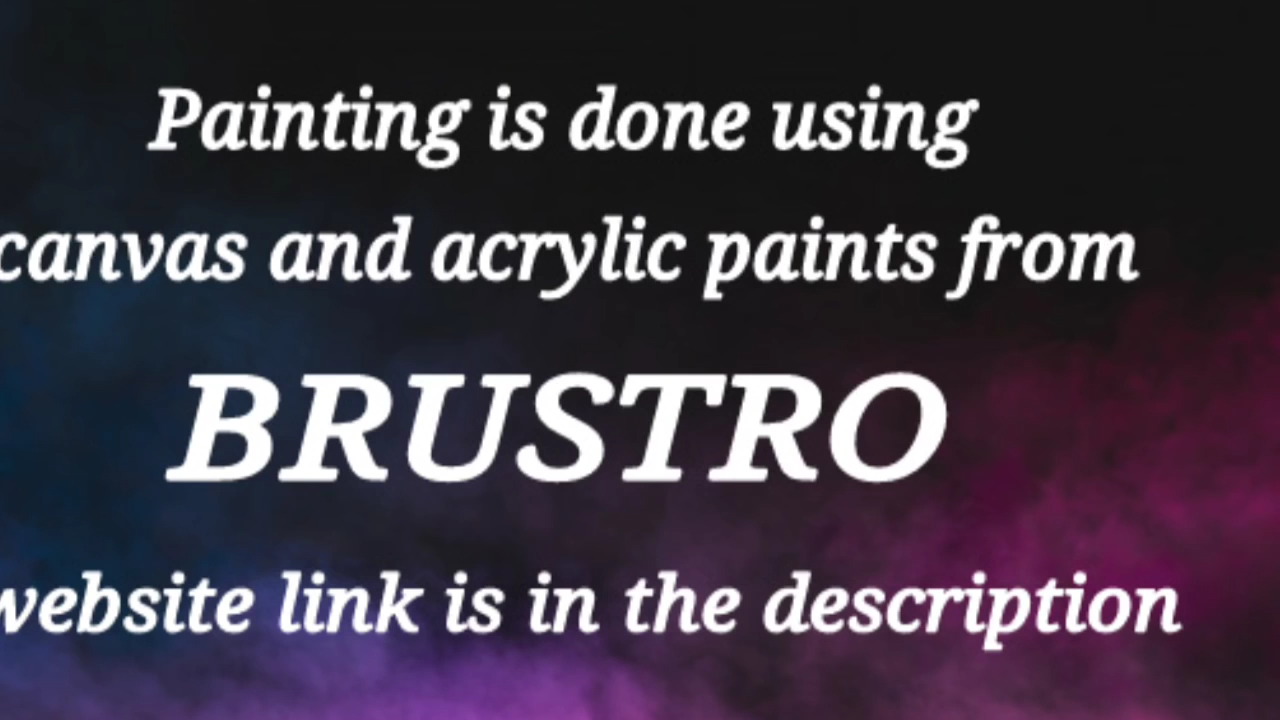 Painting is done using
canvas and acrylic paints from
BRUSTRO
website link is in the description